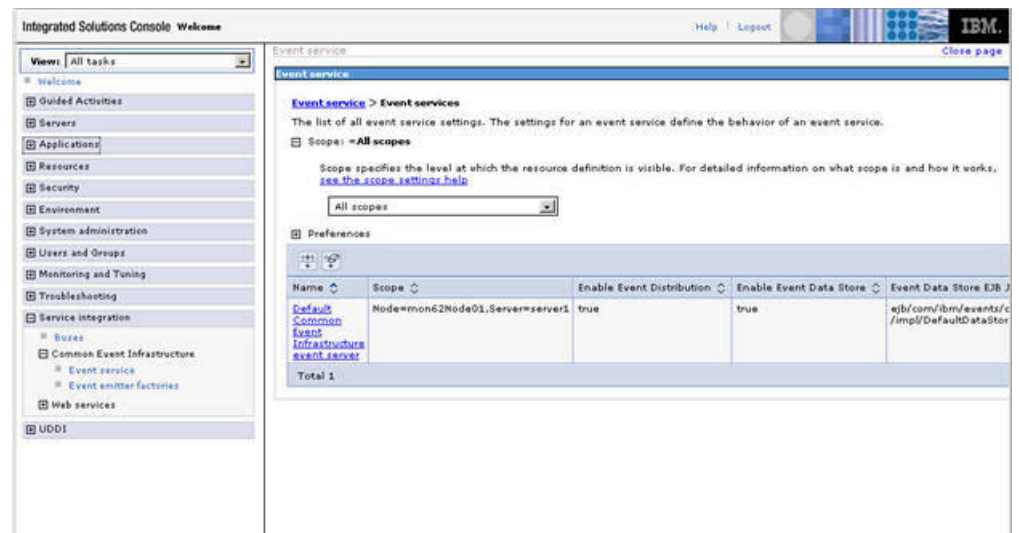 Integrated Solutions Console Welcome
Help | Logout
IBM.
View: All tasks
Welcome
Guided Activities
Servers
Applications
Resources
Security
Environment
System administration
Users and Groups
Monitoring and Tuning
Troubleshooting
Service integration
Buses
Common Event Infrastructure
Event service
Event emitter factories
Web services
UDDI
Event service
Close page
Event service
Event service > Event services
The list of all event service settings. The settings for an event service define the behavior of an event service.
Scope: =All scopes
Scope specifies the level at which the resource definition is visible. For detailed information on what scope is and how it works,
see the scope settings help
All scopes
Preferences
Name Scope Enable Event Distribution Enable Event Data Store Event Data Store EJB J
Default Node=mon62Node01,Server=server1 true true ejb/com/ibm/events/c
Common /impl/DefaultDataStor
Event
Infrastructure
event server
Total 1